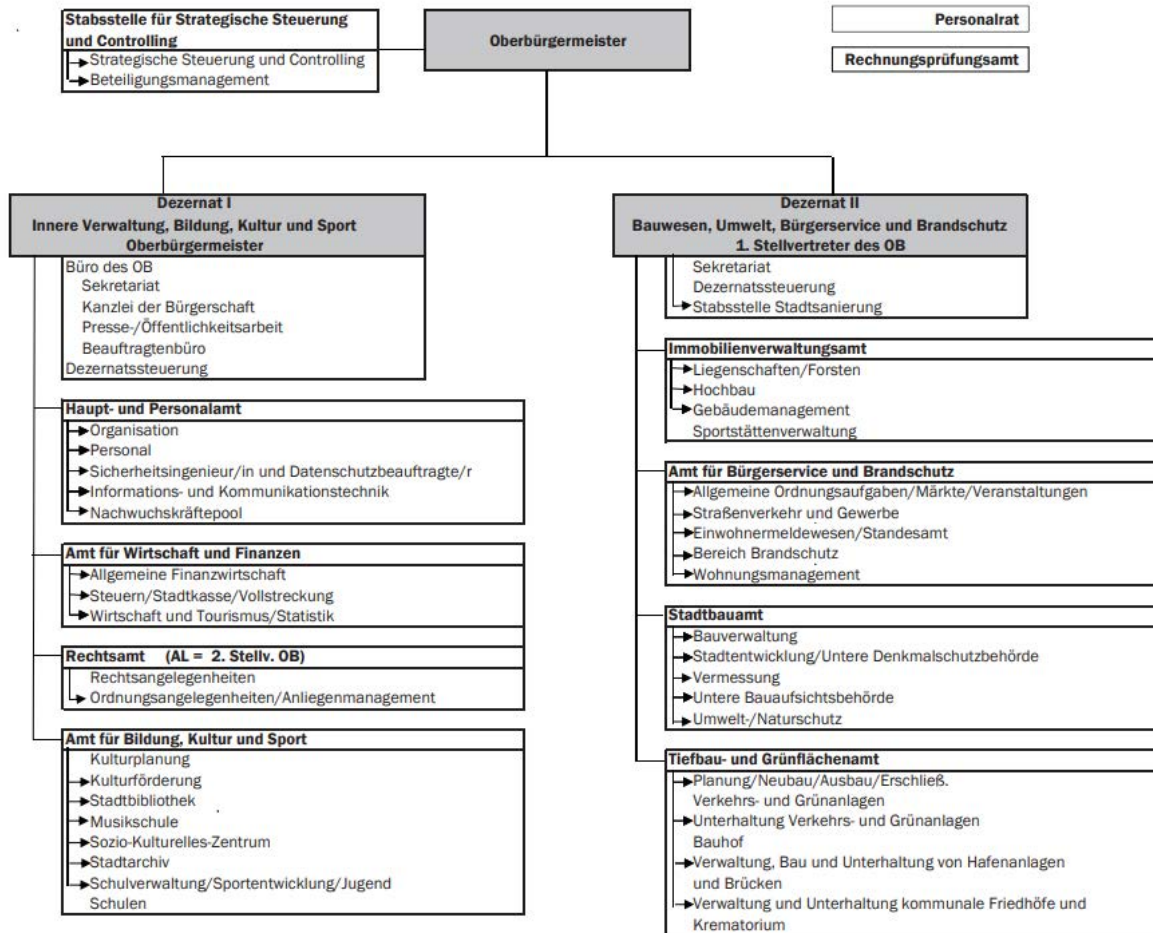 Stabsstelle für Strategische Steuerung
und Controlling
Strategische Steuerung und Controlling
Beteiligungsmanagement
Oberbürgermeister
Personalrat
Rechnungsprüfungsamt
Dezernat I
Innere Verwaltung, Bildung, Kultur und Sport
Oberbürgermeister
Büro des OB
Sekretariat
Kanzlei der Bürgerschaft
Presse-/Öffentlichkeitsarbeit
Beauftragtenbüro
Dezernatssteuerung
Haupt- und Personalamt
Organisation
Personal
Sicherheitsingenieur/in und Datenschutzbeauftragte/r
Informations- und Kommunikationstechnik
Nachwuchskräftepool
Amt für Wirtschaft und Finanzen
Allgemeine Finanzwirtschaft
Steuern/Stadtkasse/Vollstreckung
Wirtschaft und Tourismus/Statistik
Rechtsamt (AL = 2. Stellv. OB)
Rechtsangelegenheiten
Ordnungsangelegenheiten/Anliegenmanagement
Amt für Bildung, Kultur und Sport
Kulturplanung
Kulturförderung
Stadtbibliothek
Musikschule
Sozio-Kulturelles-Zentrum
Stadtarchiv
Schulverwaltung/Sportentwicklung/Jugend
Schulen
Dezernat II
Bauwesen, Umwelt, Bürgerservice und Brandschutz
1. Stellvertreter des OB
Sekretariat
Dezernatssteuerung
Stabsstelle Stadtsanierung
Immobilienverwaltungsamt
Liegenschaften/Forsten
Hochbau
Gebäudemanagement
Sportstättenverwaltung
Amt für Bürgerservice und Brandschutz
Allgemeine Ordnungsaufgaben/Märkte/Veranstaltungen
Straßenverkehr und Gewerbe
Einwohnermeldewesen/Standesamt
Bereich Brandschutz
Wohnungsmanagement
Stadtbauamt
Bauverwaltung
Stadtentwicklung/Untere Denkmalschutzbehörde
Vermessung
Untere Bauaufsichtsbehörde
Umwelt-/Naturschutz
Tiefbau- und Grünflächenamt
Planung/Neubau/Ausbau/Erschließ.
Verkehrs- und Grünanlagen
Unterhaltung Verkehrs- und Grünanlagen
Bauhof
Verwaltung, Bau und Unterhaltung von Hafenanlagen
und Brücken
Verwaltung und Unterhaltung kommunale Friedhöfe und
Krematorium